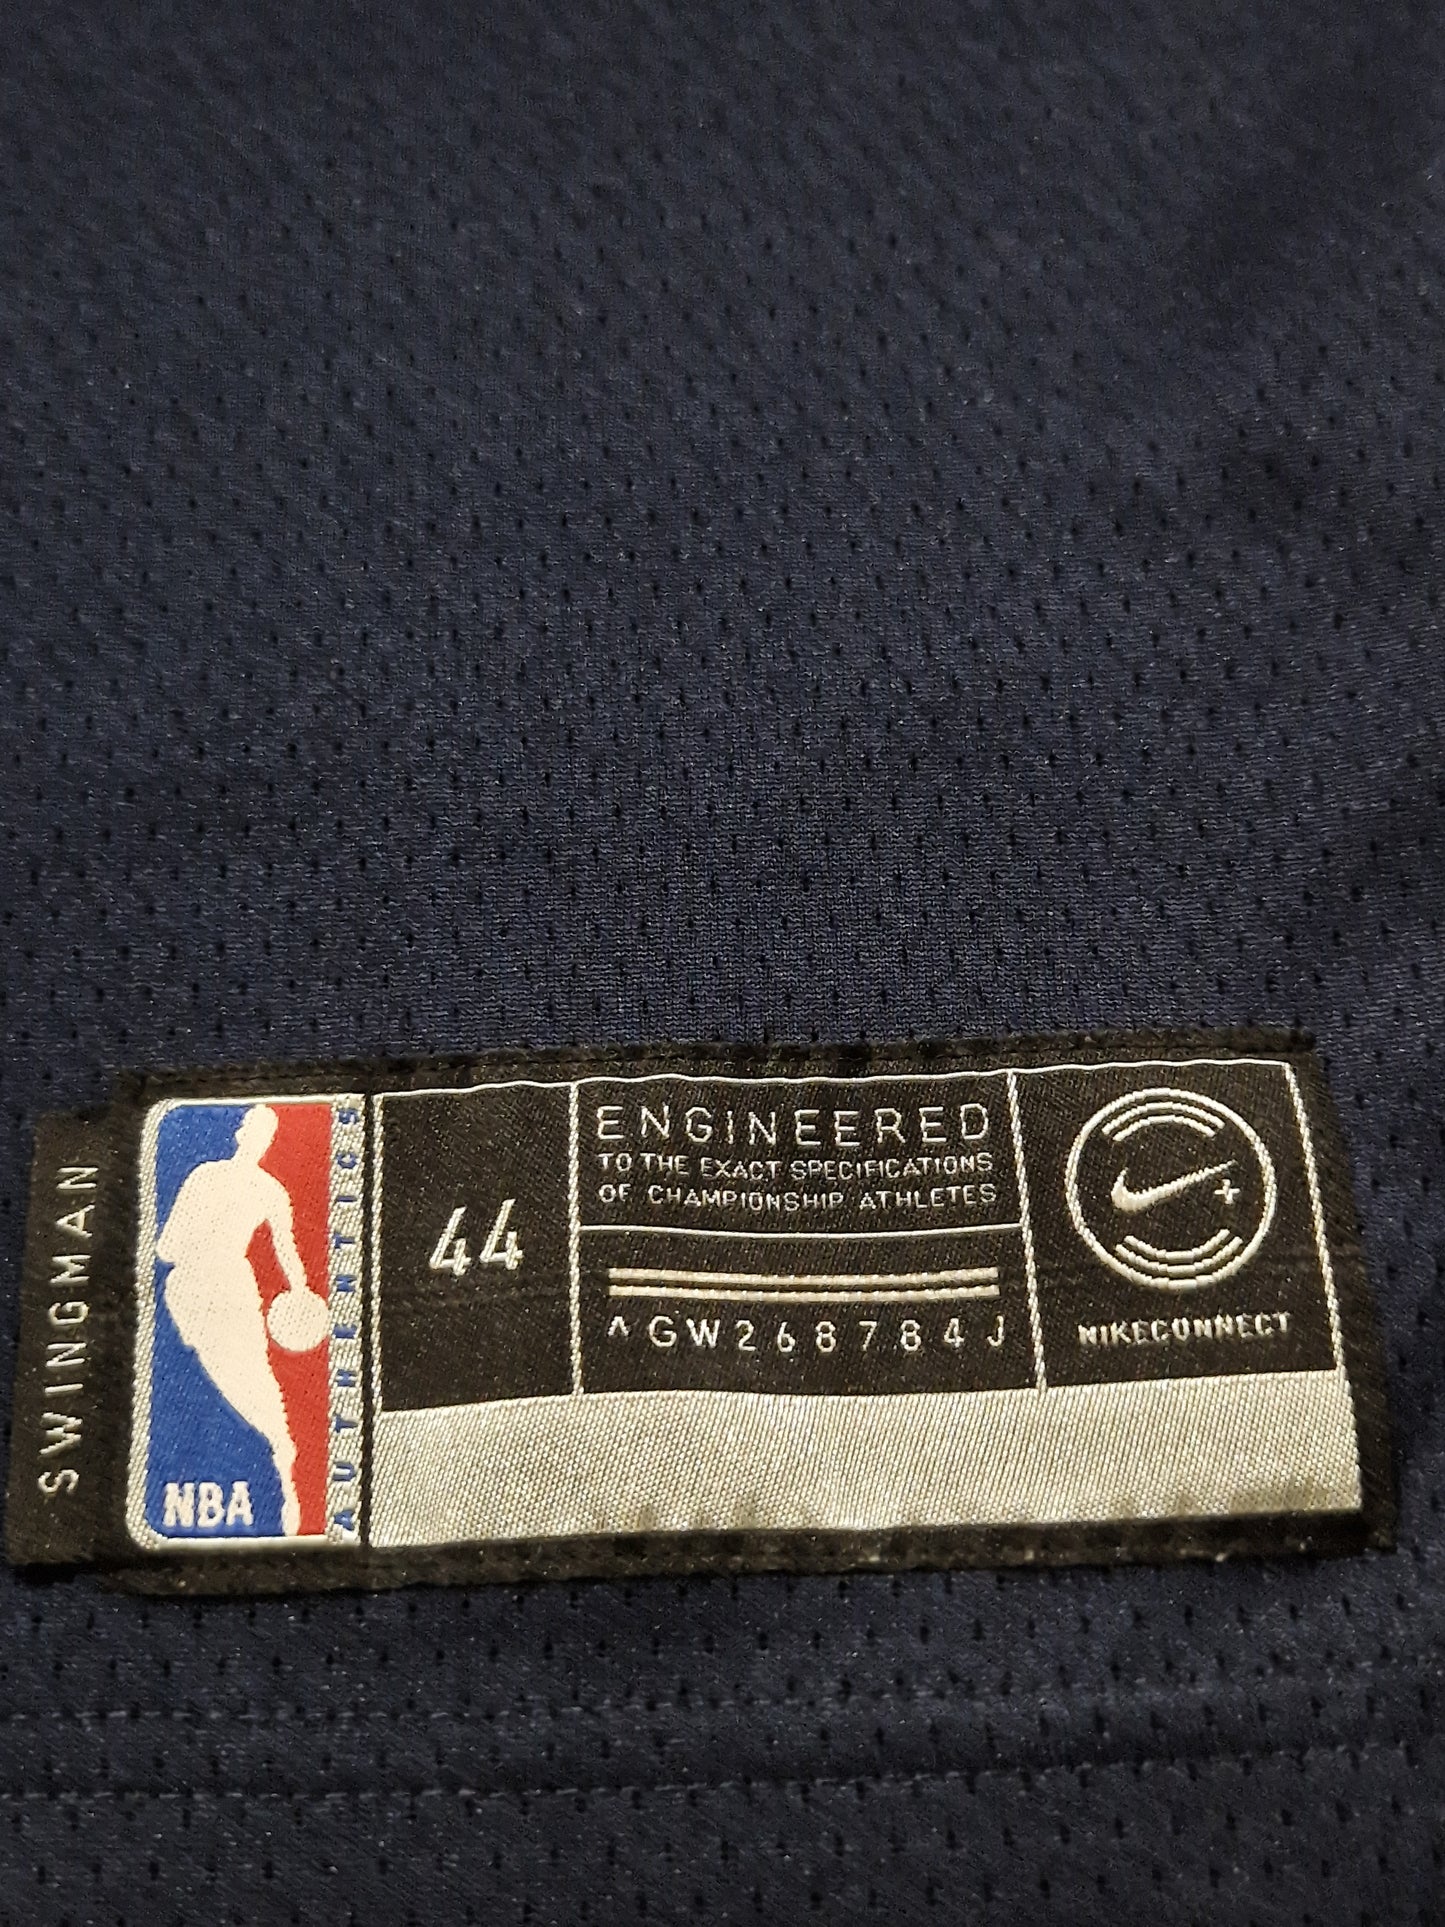 SWINGMAN
NBA
AUTHENTICS
44
ENGINEERED
TO THE EXACT SPECIFICATIONS
OF CHAMPIONSHIP ATHLETES
^GW268784J
NIKECONNECT